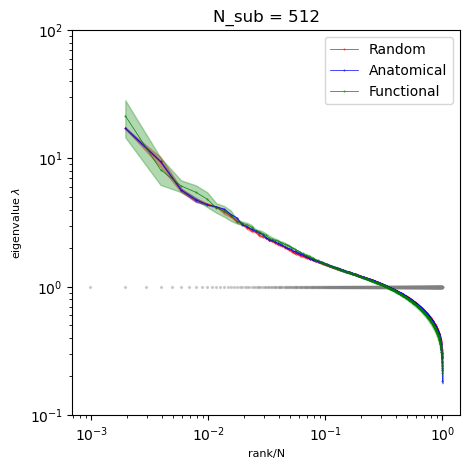 N_sub = 512
10²
10¹
10⁰
10⁻¹
eigenvalue λ
Random
Anatomical
Functional
10⁻³
10⁻²
10⁻¹
10⁰
rank/N